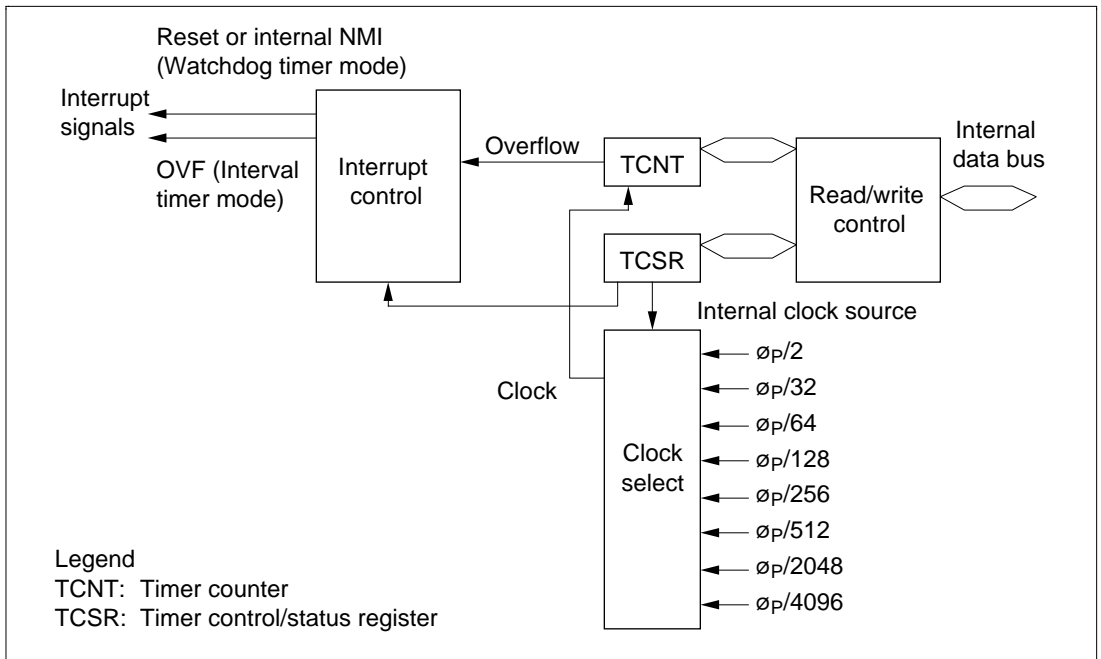 Reset or internal NMI
(Watchdog timer mode)
Interrupt
signals
OVF (Interval
timer mode)
Interrupt
control
Overflow
TCNT
TCSR
Read/write
control
Internal
data bus
Internal clock source
Clock
Clock
select
øP/2
øP/32
øP/64
øP/128
øP/256
øP/512
øP/2048
øP/4096
Legend
TCNT: Timer counter
TCSR: Timer control/status register